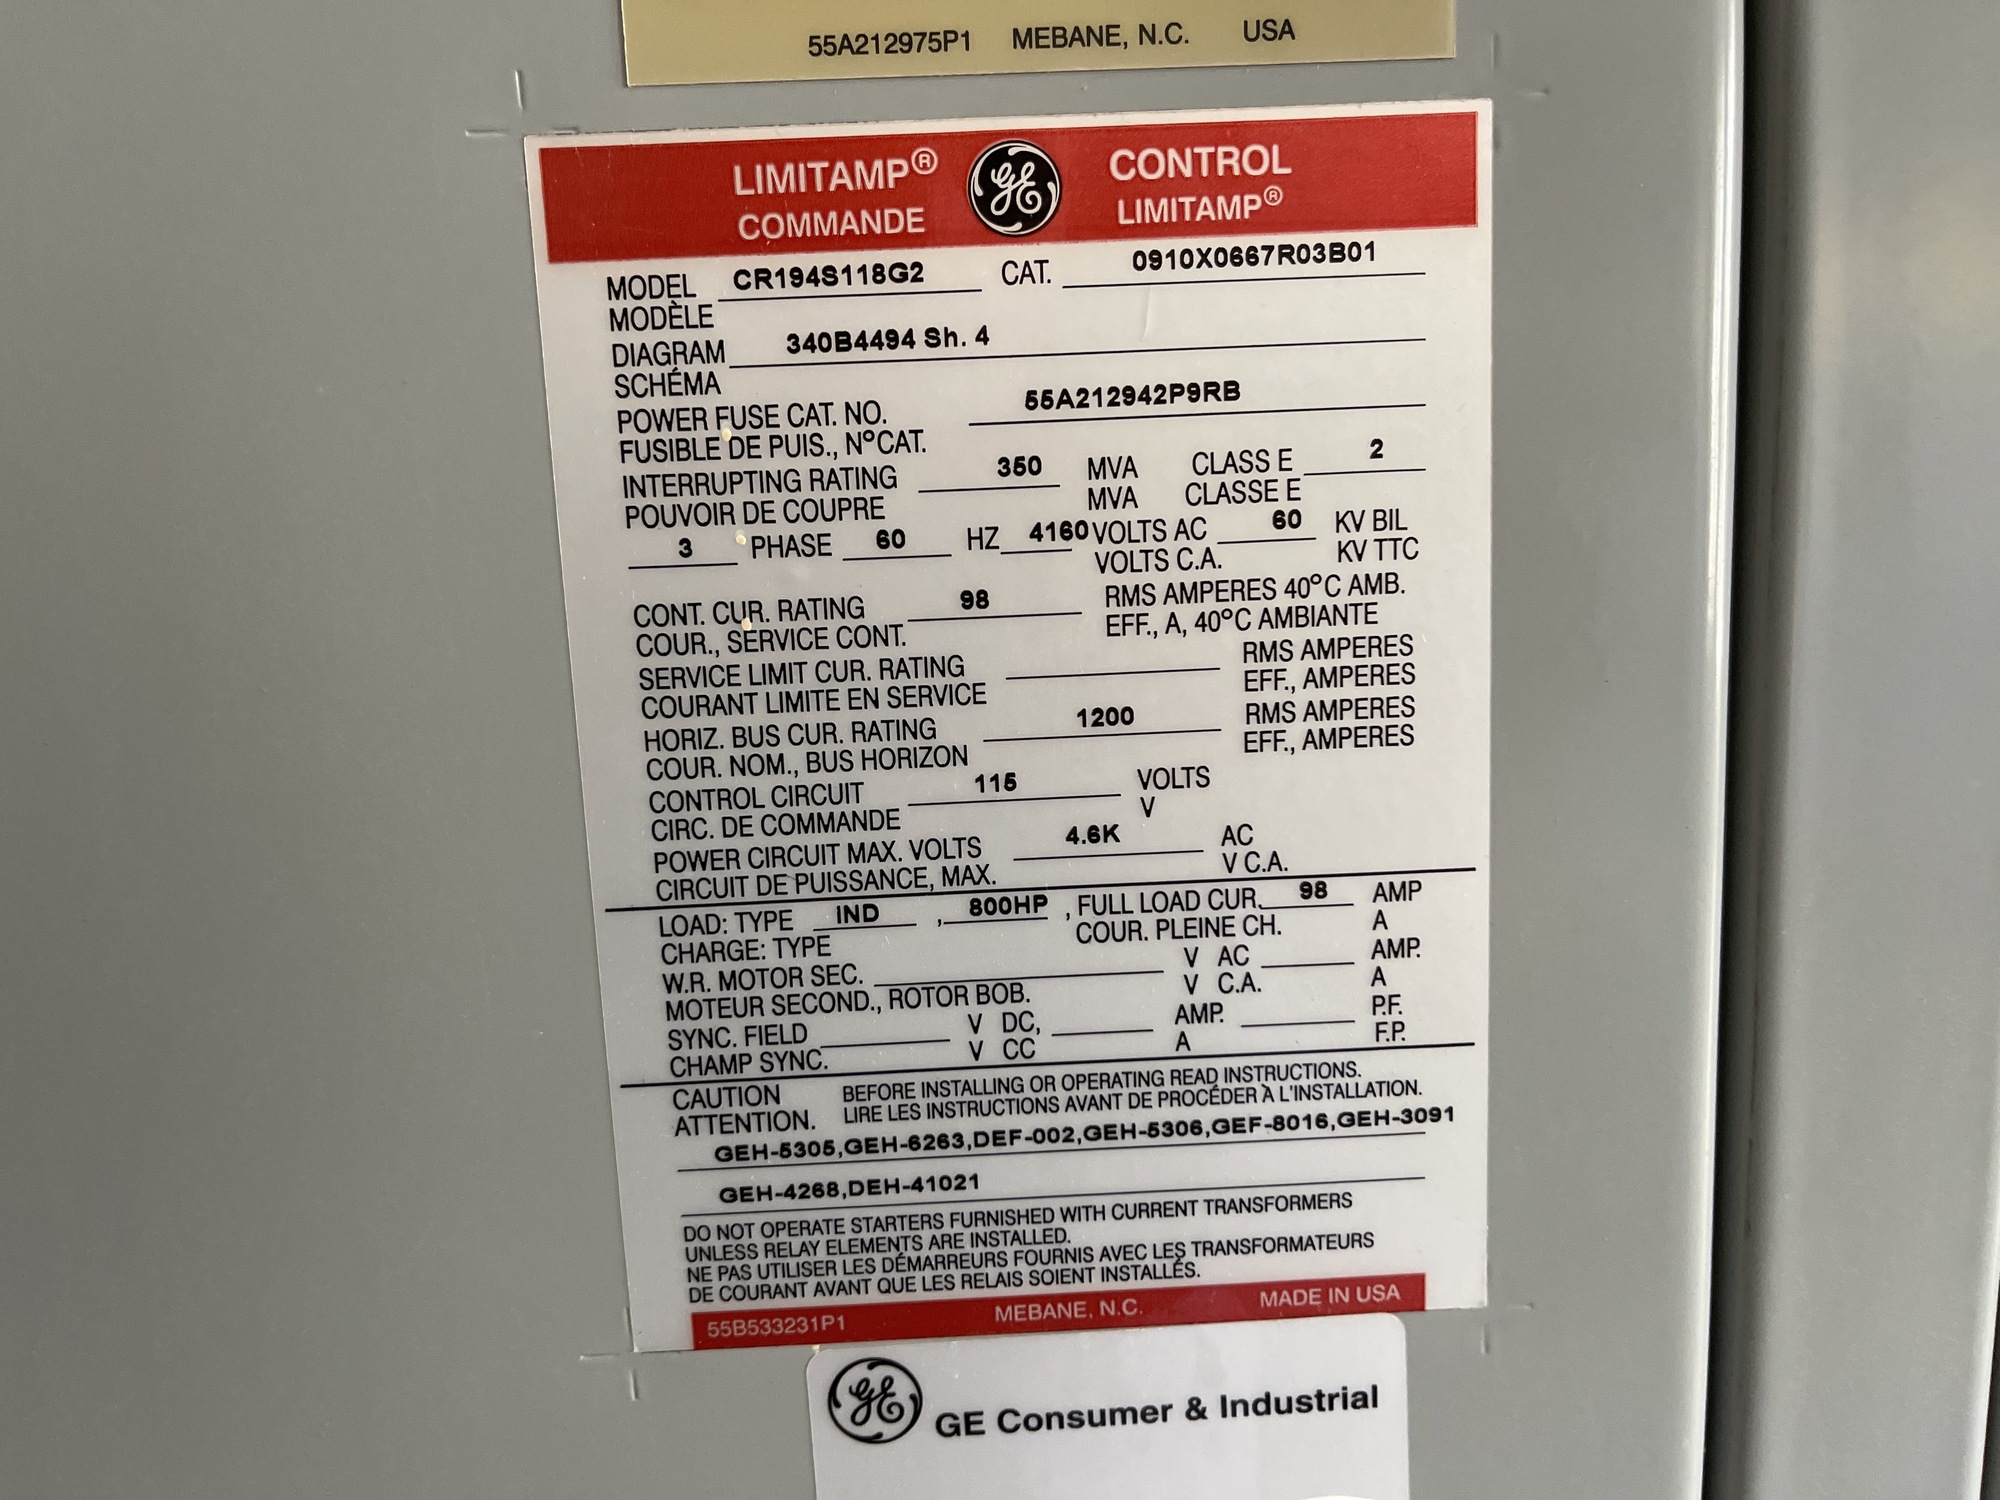 55A212975P1 MEBANE, N.C. USA
LIMITAMP® GE CONTROL
COMMANDE LIMITAMP®
MODEL CR194S118G2 CAT. 0910X0667R03B01
MODÈLE
DIAGRAM 340B4494 Sh. 4
SCHÉMA
POWER FUSE CAT. NO. 55A212942P9RB
FUSIBLE DE PUIS., NºCAT.
INTERRUPTING RATING 350 MVA CLASS E 2
POUVOIR DE COUPRE MVA CLASSE E
3 PHASE 60 HZ 4160 VOLTS AC 60 KV BIL
VOLTS C.A. KV TTC
CONT. CUR. RATING 98 RMS AMPERES 40°C AMB.
COUR., SERVICE CONT. EFF., A, 40°C AMBIANTE
SERVICE LIMIT CUR. RATING RMS AMPERES
COURANT LIMITE EN SERVICE EFF., AMPERES
HORIZ. BUS CUR. RATING 1200 RMS AMPERES
COUR. NOM., BUS HORIZON EFF., AMPERES
CONTROL CIRCUIT 115 VOLTS
CIRC. DE COMMANDE V
POWER CIRCUIT MAX. VOLTS 4.6K AC
CIRCUIT DE PUISSANCE, MAX. V C.A.
LOAD: TYPE IND , 800HP , FULL LOAD CUR. 98 AMP
CHARGE: TYPE COUR. PLEINE CH. A
W.R. MOTOR SEC. V AC AMP.
MOTEUR SECOND., ROTOR BOB. V C.A. A
SYNC. FIELD V DC, AMP. P.F.
CHAMP SYNC. V CC A F.P.
CAUTION BEFORE INSTALLING OR OPERATING READ INSTRUCTIONS.
ATTENTION. LIRE LES INSTRUCTIONS AVANT DE PROCÉDER À L'INSTALLATION.
GEH-5305,GEH-6263,DEF-002,GEH-5306,GEF-8016,GEH-3091
GEH-4268,DEH-41021
DO NOT OPERATE STARTERS FURNISHED WITH CURRENT TRANSFORMERS
UNLESS RELAY ELEMENTS ARE INSTALLED.
NE PAS UTILISER LES DÉMARREURS FOURNIS AVEC LES TRANSFORMATEURS
DE COURANT AVANT QUE LES RELAIS SOIENT INSTALLÉS.
55B533231P1 MEBANE, N.C. MADE IN USA
GE GE Consumer & Industrial